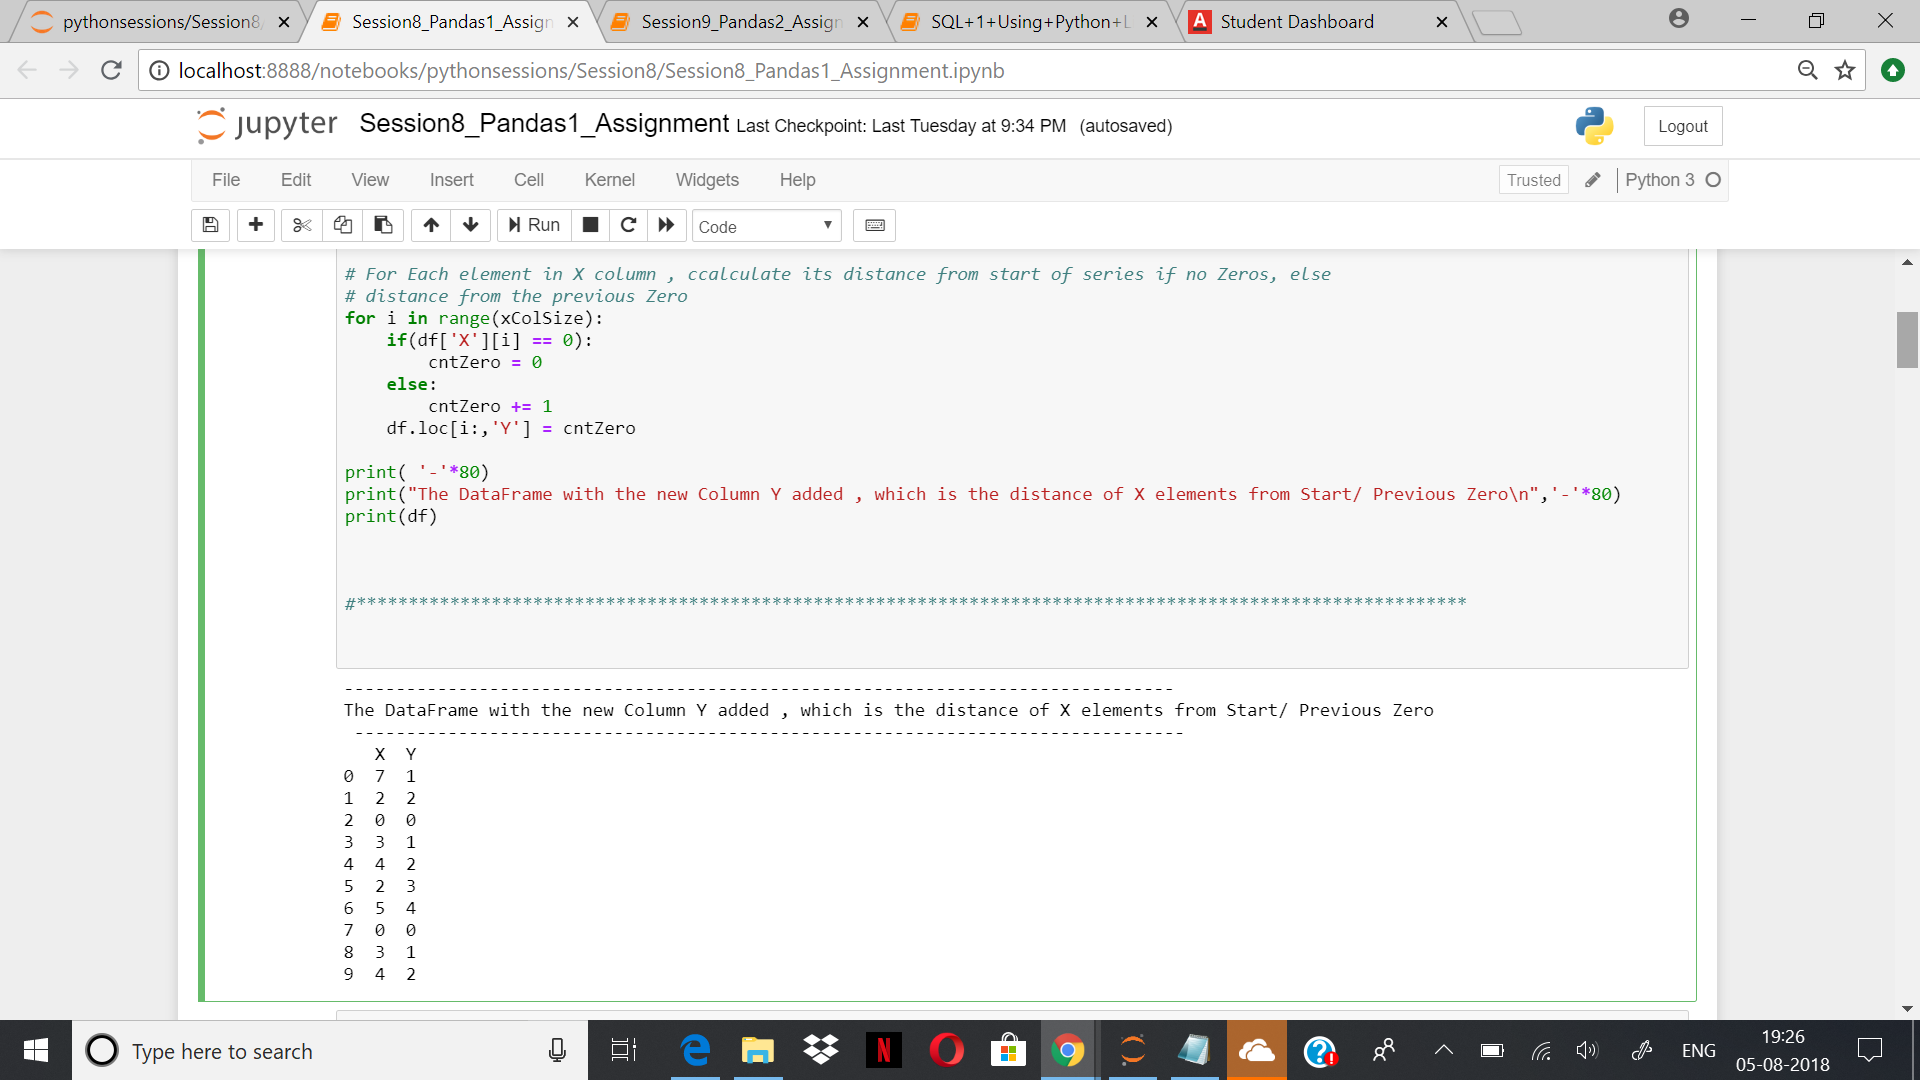 pythonsessions/Session8
Session8_Pandas1_Assign
Session9_Pandas2_Assign
SQL+1+Using+Python+L
Student Dashboard
localhost:8888/notebooks/pythonsessions/Session8/Session8_Pandas1_Assignment.ipynb
jupyter Session8_Pandas1_Assignment Last Checkpoint: Last Tuesday at 9:34 PM (autosaved)
Logout
File Edit View Insert Cell Kernel Widgets Help
Trusted Python 3
Run Code
# For Each element in X column , ccalculate its distance from start of series if no Zeros, else
# distance from the previous Zero
for i in range(xColSize):
    if(df['X'][i] == 0):
        cntZero = 0
    else:
        cntZero += 1
    df.loc[i:,'Y'] = cntZero
print( '-'*80)
print("The DataFrame with the new Column Y added , which is the distance of X elements from Start/ Previous Zero\n",'-'*80)
print(df)
#************************************************************************************************************
--------------------------------------------------------------------------------
The DataFrame with the new Column Y added , which is the distance of X elements from Start/ Previous Zero
 --------------------------------------------------------------------------------
   X  Y
0  7  1
1  2  2
2  0  0
3  3  1
4  4  2
5  2  3
6  5  4
7  0  0
8  3  1
9  4  2
Type here to search
ENG
19:26
05-08-2018